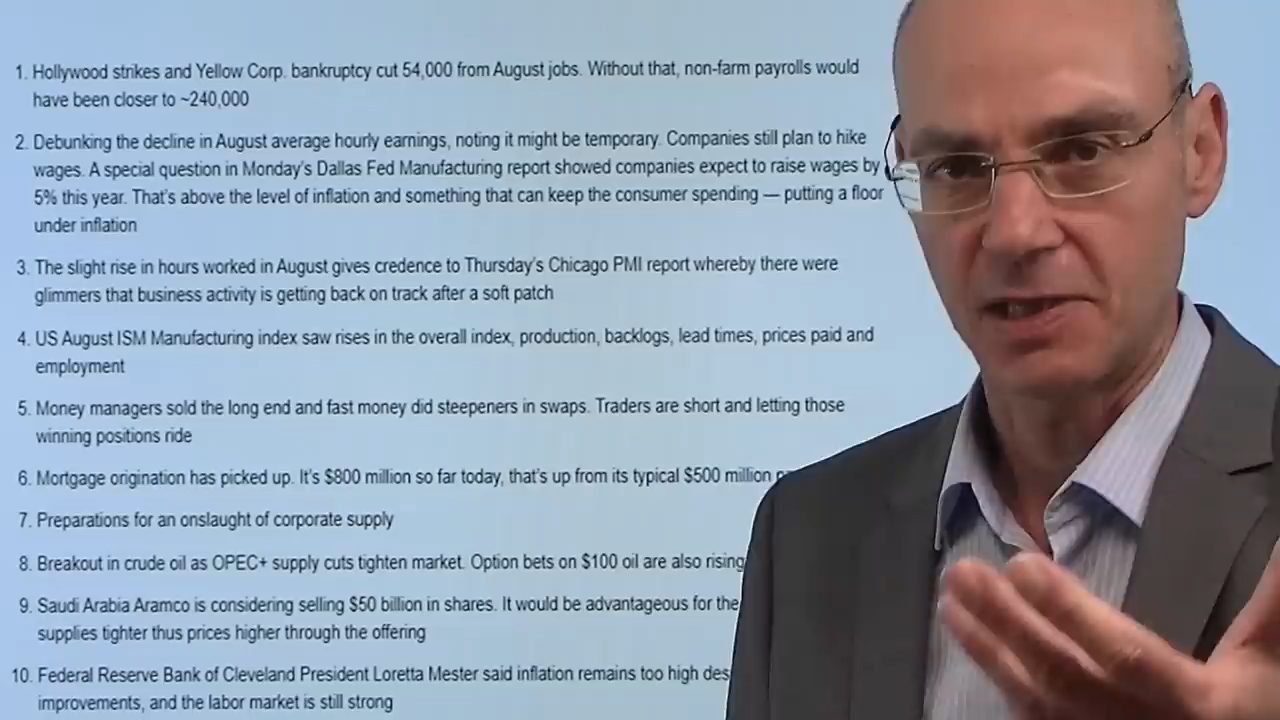 1. Hollywood strikes and Yellow Corp. bankruptcy cut 54,000 from August jobs. Without that, non-farm payrolls would
have been closer to ~240,000
2. Debunking the decline in August average hourly earnings, noting it might be temporary. Companies still plan to hike
wages. A special question in Monday's Dallas Fed Manufacturing report showed companies expect to raise wages by
5% this year. That's above the level of inflation and something that can keep the consumer spending — putting a floor
under inflation
3. The slight rise in hours worked in August gives credence to Thursday's Chicago PMI report whereby there were
glimmers that business activity is getting back on track after a soft patch
4. US August ISM Manufacturing index saw rises in the overall index, production, backlogs, lead times, prices paid and
employment
5. Money managers sold the long end and fast money did steepeners in swaps. Traders are short and letting those
winning positions ride
6. Mortgage origination has picked up. It's $800 million so far today, that's up from its typical $500 million
7. Preparations for an onslaught of corporate supply
8. Breakout in crude oil as OPEC+ supply cuts tighten market. Option bets on $100 oil are also rising
9. Saudi Arabia Aramco is considering selling $50 billion in shares. It would be advantageous for the
supplies tighter thus prices higher through the offering
10. Federal Reserve Bank of Cleveland President Loretta Mester said inflation remains too high
improvements, and the labor market is still strong